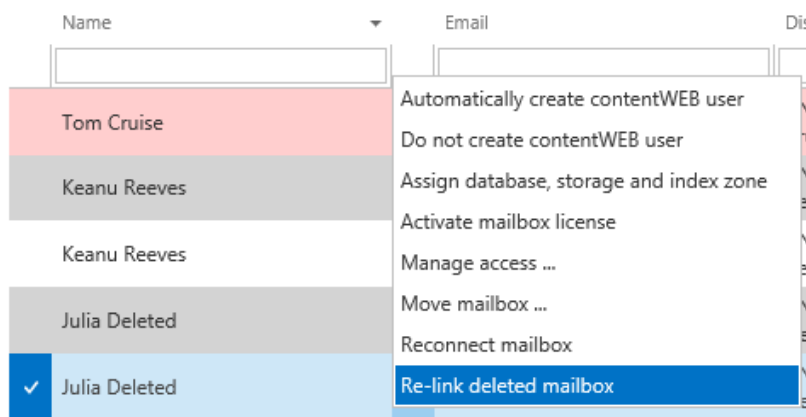 Name
Email
Automatically create contentWEB user
Tom Cruise
Do not create contentWEB user
Keanu Reeves
Assign database, storage and index zone
Activate mailbox license
Keanu Reeves
Manage access ...
Move mailbox ...
Julia Deleted
Reconnect mailbox
Julia Deleted
Re-link deleted mailbox